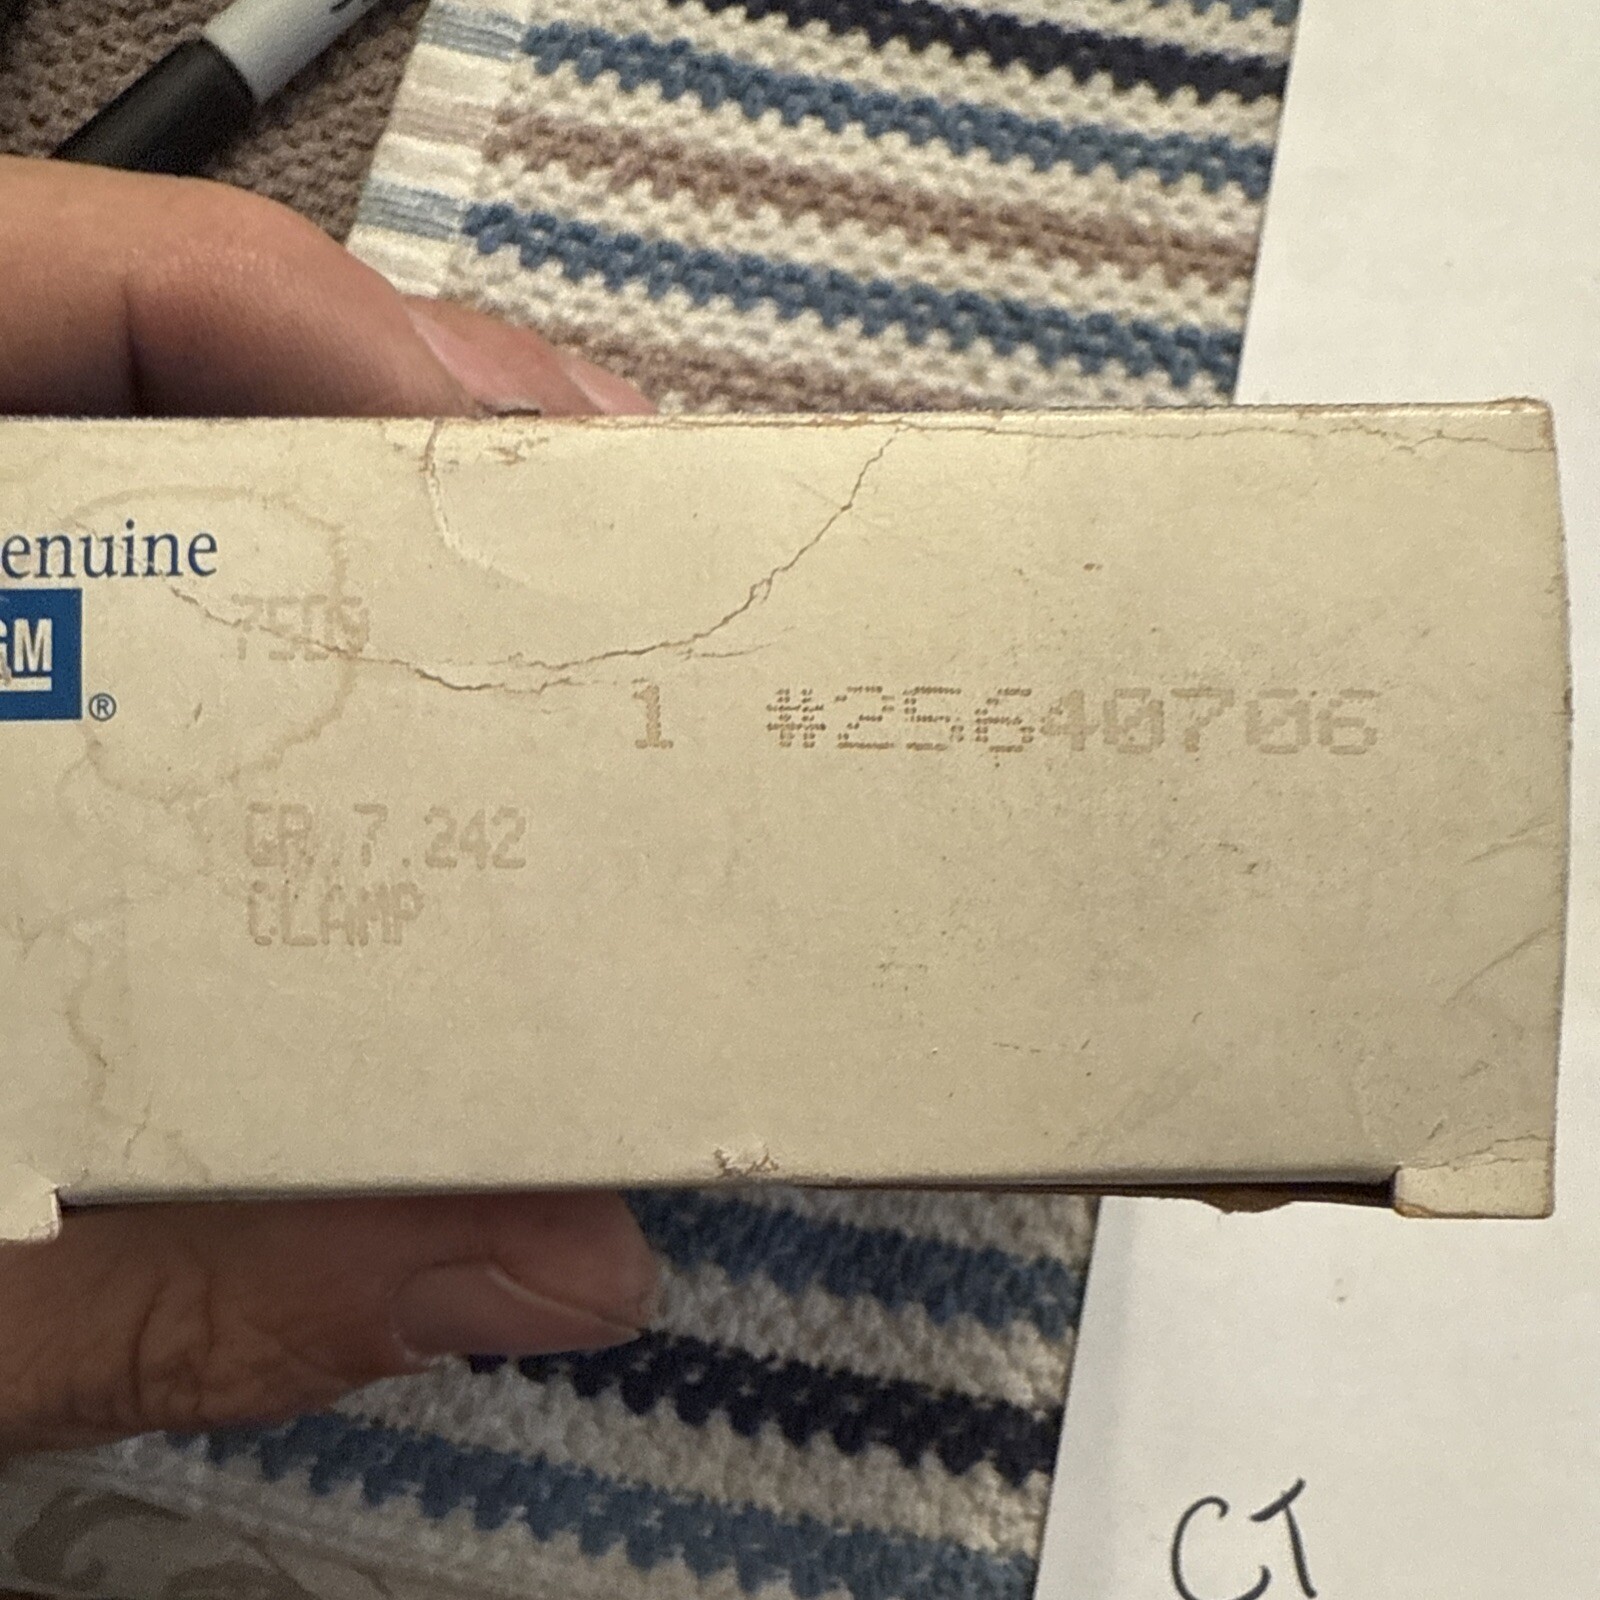 enuine
GM
®
7509
1 #25640706
GR.7.242
CLAMP
CT